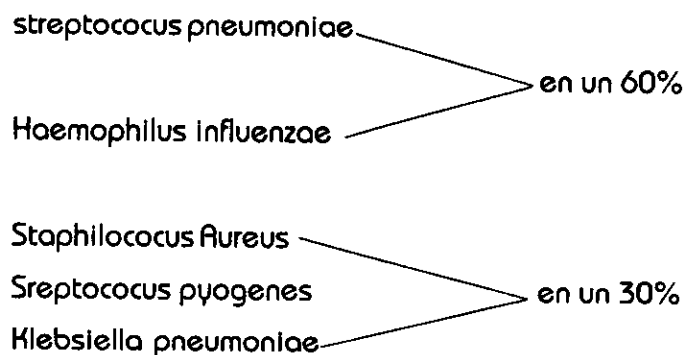 streptococus pneumoniae
en un 60%
Haemophilus influenzae
Staphilococus Aureus
Sreptococus pyogenes
en un 30%
Klebsiella pneumoniae